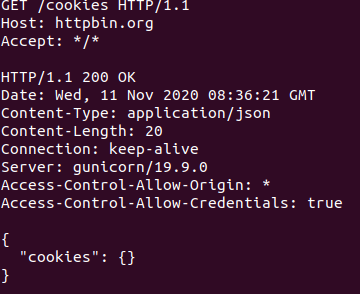 GET /cookies HTTP/1.1
Host: httpbin.org
Accept: */*

HTTP/1.1 200 OK
Date: Wed, 11 Nov 2020 08:36:21 GMT
Content-Type: application/json
Content-Length: 20
Connection: keep-alive
Server: gunicorn/19.9.0
Access-Control-Allow-Origin: *
Access-Control-Allow-Credentials: true

{
  "cookies": {}
}